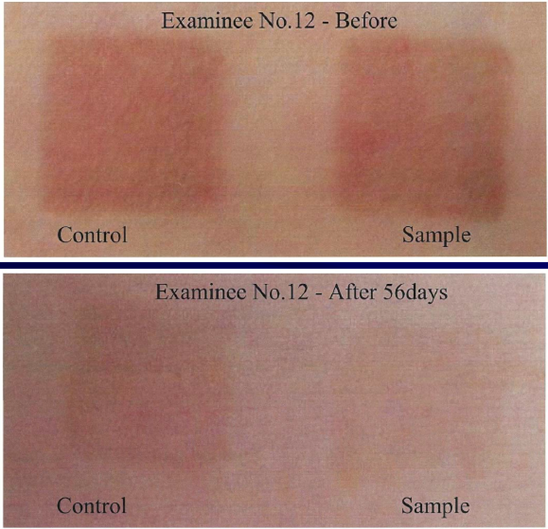 Examinee No.12 - Before
Control Sample
Examinee No.12 - After 56days
Control Sample